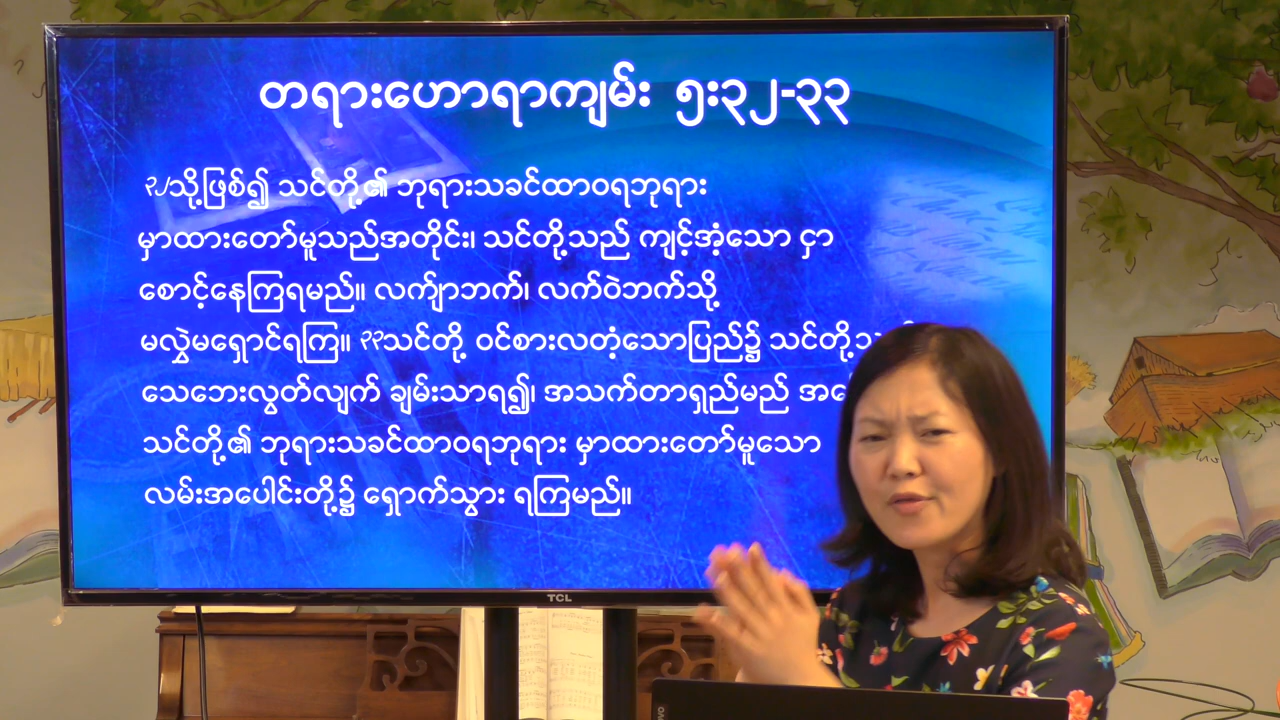 တရားဟောရာကျမ်း ၅:၃၂-၃၃
၃၂သို့ဖြစ်၍ သင်တို့၏ ဘုရားသခင်ထာဝရဘုရား
မှာထားတော်မူသည်အတိုင်း၊ သင်တို့သည် ကျင့်အံ့သော ငှာ
စောင့်နေကြရမည်။ လက်ျာဘက်၊ လက်ဝဲဘက်သို့
မလွှဲမရှောင်ရကြ။ ၃၃သင်တို့ ဝင်စားလတံ့သောပြည်၌
သေဘေးလွတ်လျက် ချမ်းသာရ၍၊ အသက်တာရှည်မည်
သင်တို့၏ ဘုရားသခင်ထာဝရဘုရား မှာထားတော်မူသော
လမ်းအပေါင်းတို့၌ ရှောက်သွား ရကြမည်။
TCL